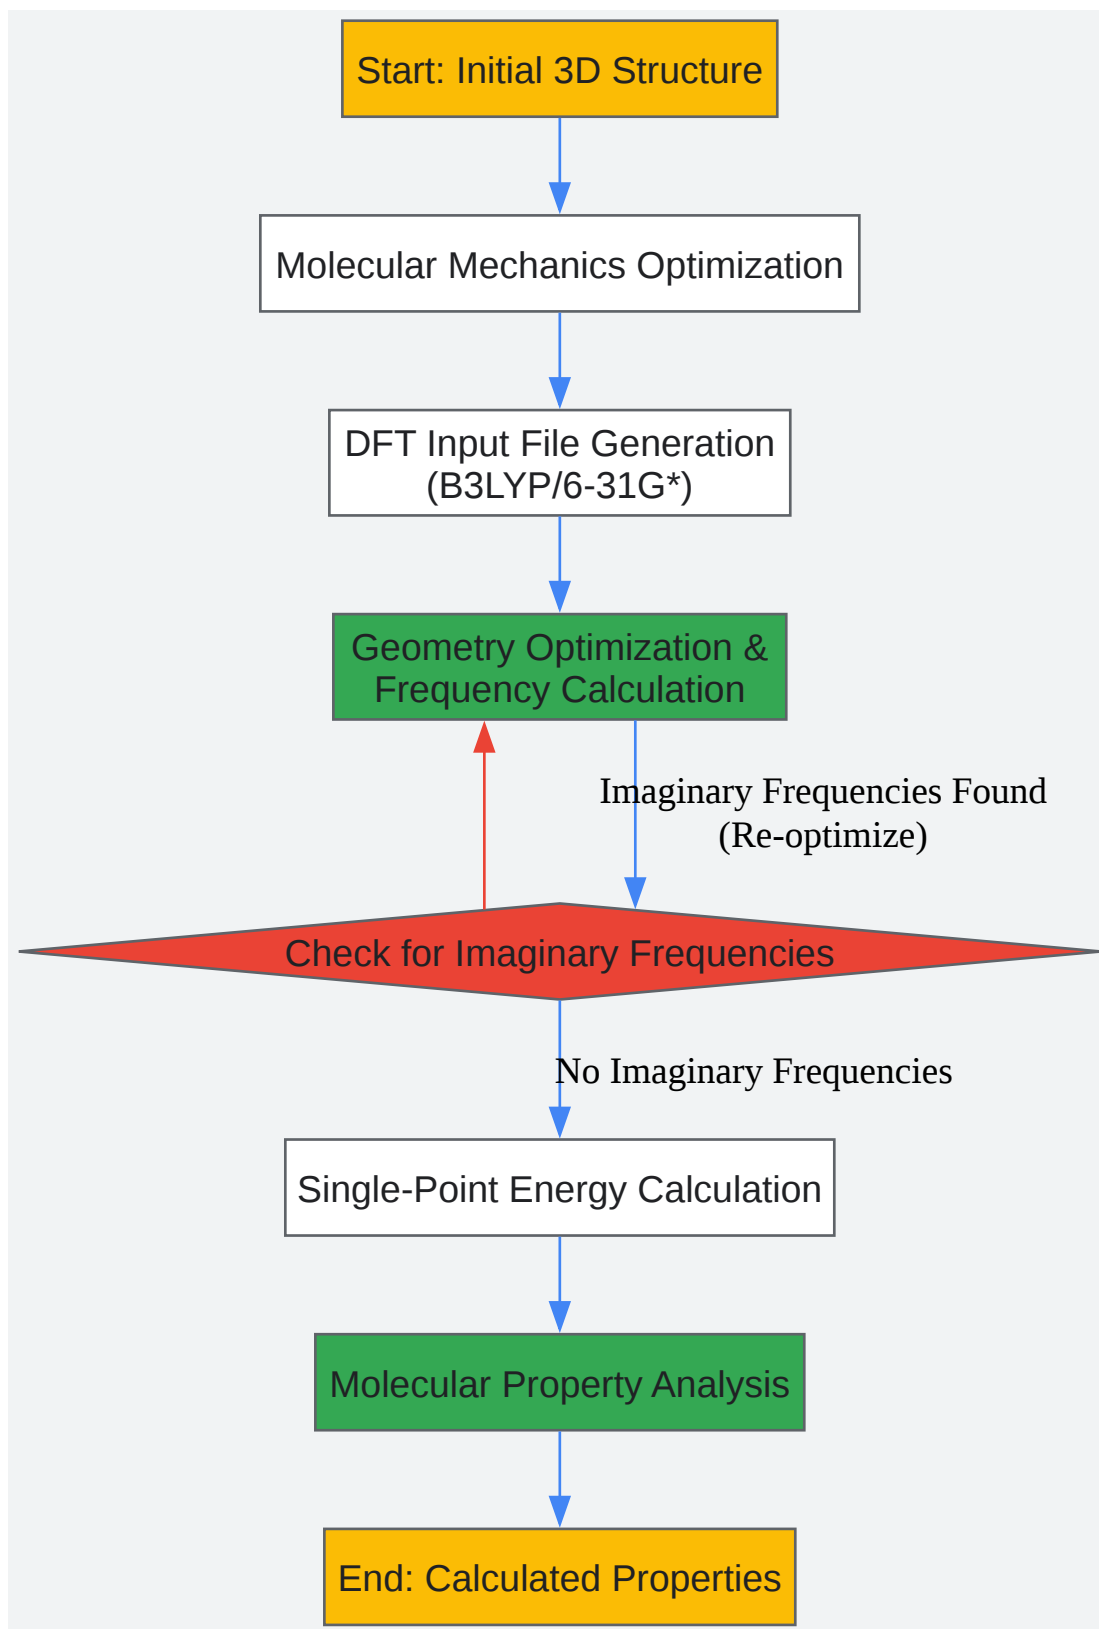 Start: Initial 3D Structure
Molecular Mechanics Optimization
DFT Input File Generation
(B3LYP/6-31G*)
Geometry Optimization &
Frequency Calculation
Imaginary Frequencies Found
(Re-optimize)
Check for Imaginary Frequencies
No Imaginary Frequencies
Single-Point Energy Calculation
Molecular Property Analysis
End: Calculated Properties